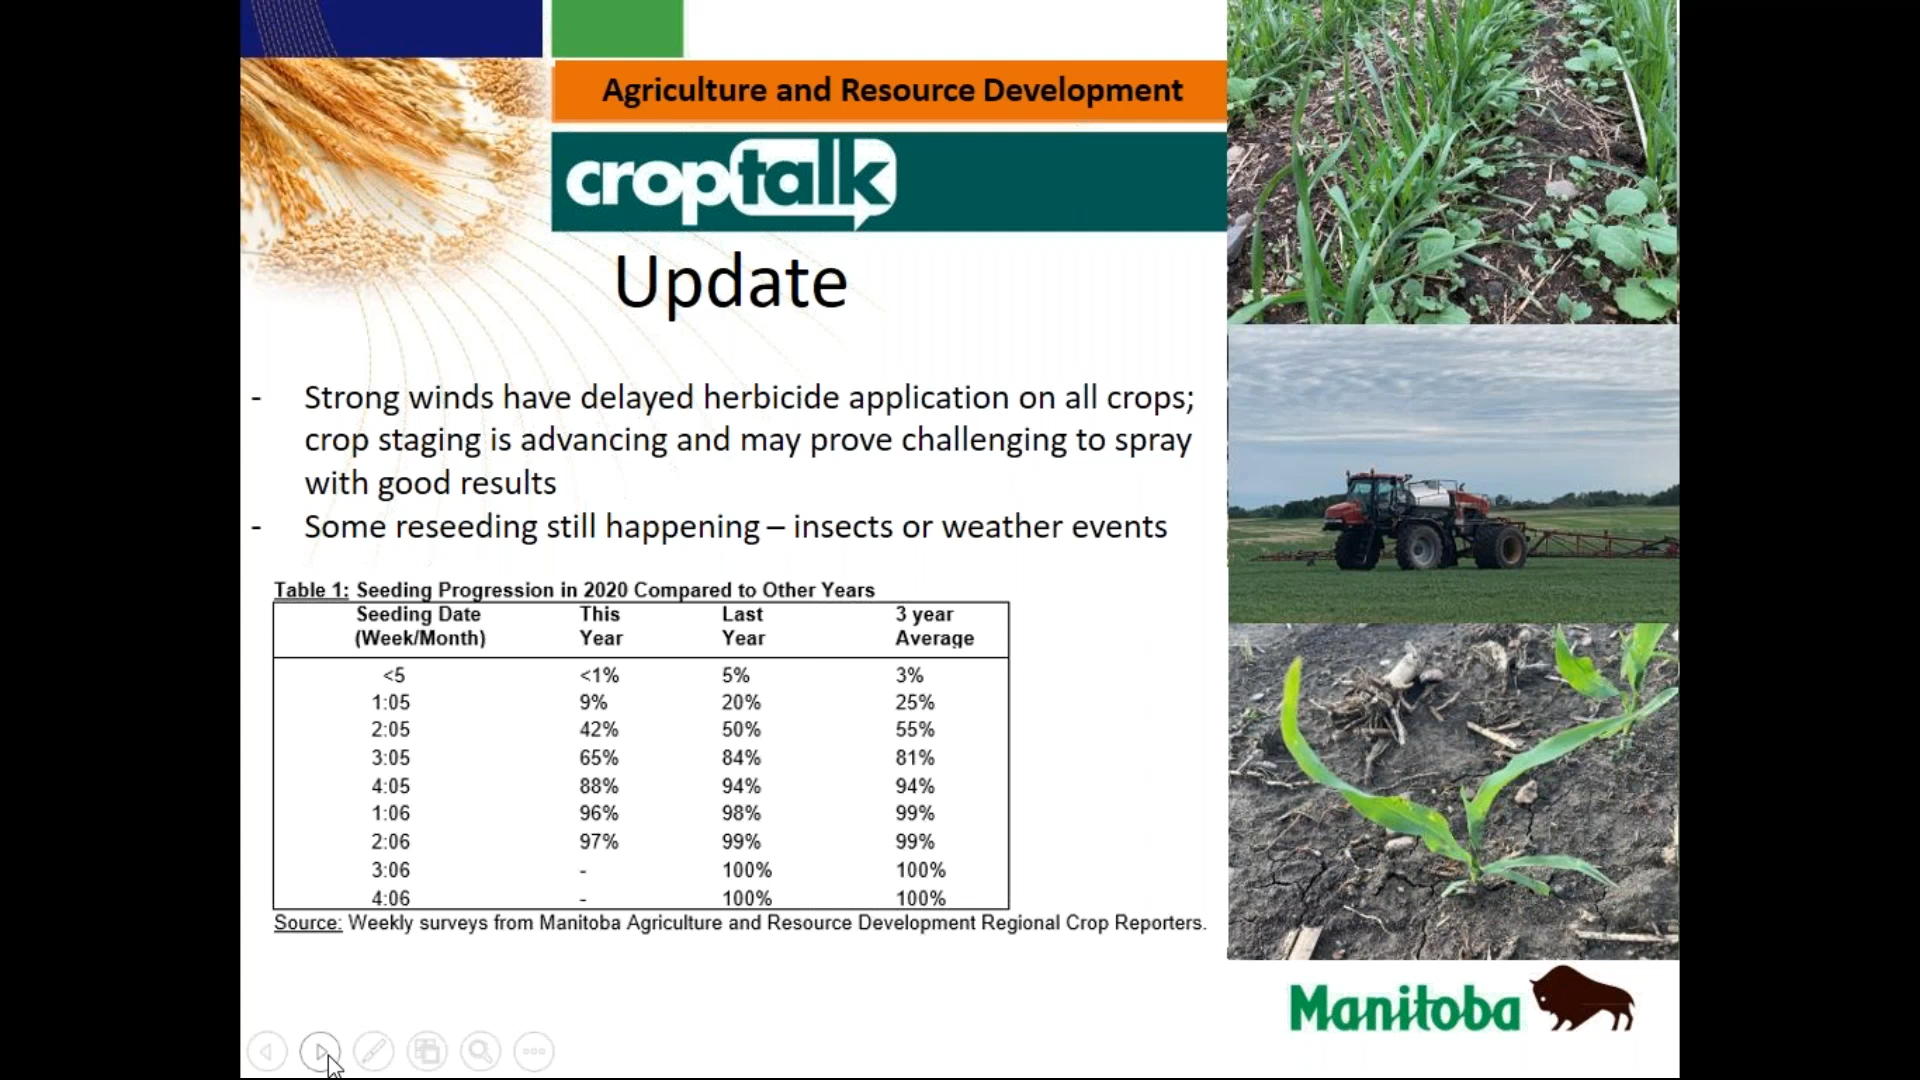 Agriculture and Resource Development
croptalk
Update
- Strong winds have delayed herbicide application on all crops;
crop staging is advancing and may prove challenging to spray
with good results
- Some reseeding still happening – insects or weather events
Table 1: Seeding Progression in 2020 Compared to Other Years
Seeding Date This Last 3 year
(Week/Month) Year Year Average
<5 <1% 5% 3%
1:05 9% 20% 25%
2:05 42% 50% 55%
3:05 65% 84% 81%
4:05 88% 94% 94%
1:06 96% 98% 99%
2:06 97% 99% 99%
3:06 - 100% 100%
4:06 - 100% 100%
Source: Weekly surveys from Manitoba Agriculture and Resource Development Regional Crop Reporters.
Manitoba